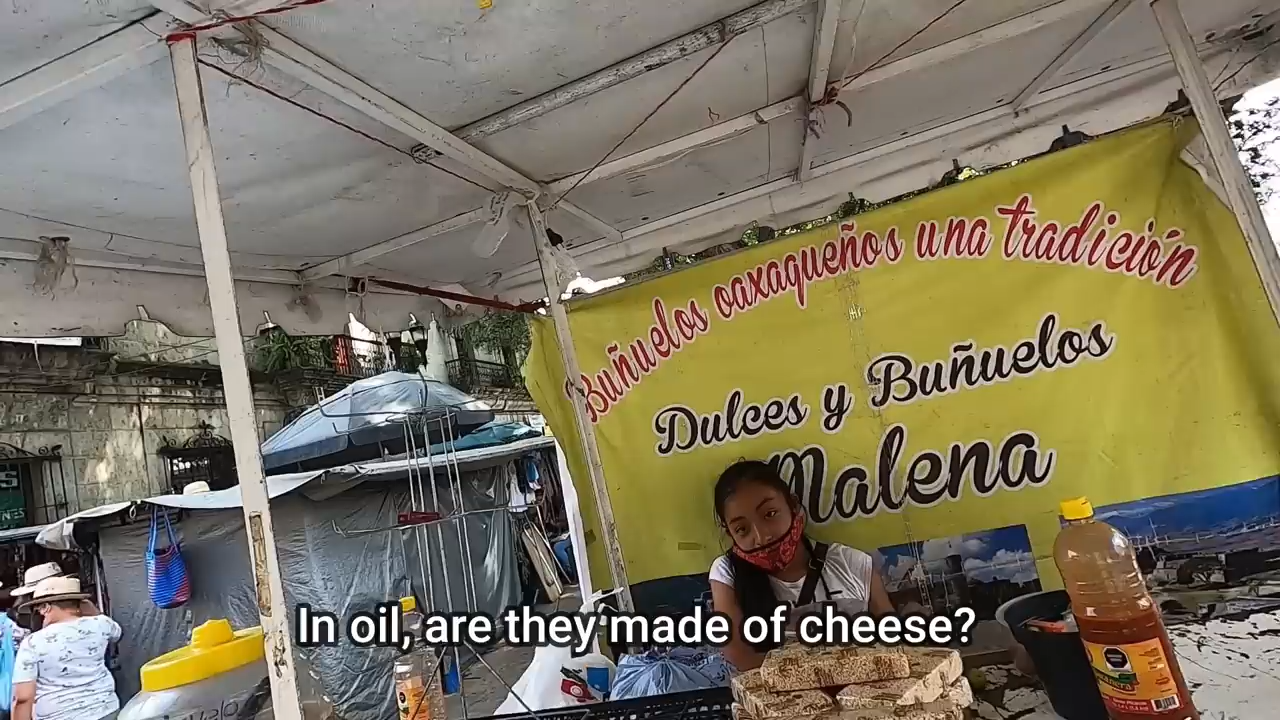 Buñuelos oaxaqueños una tradición
Dulces y Buñuelos
Malena
In oil, are they made of cheese?